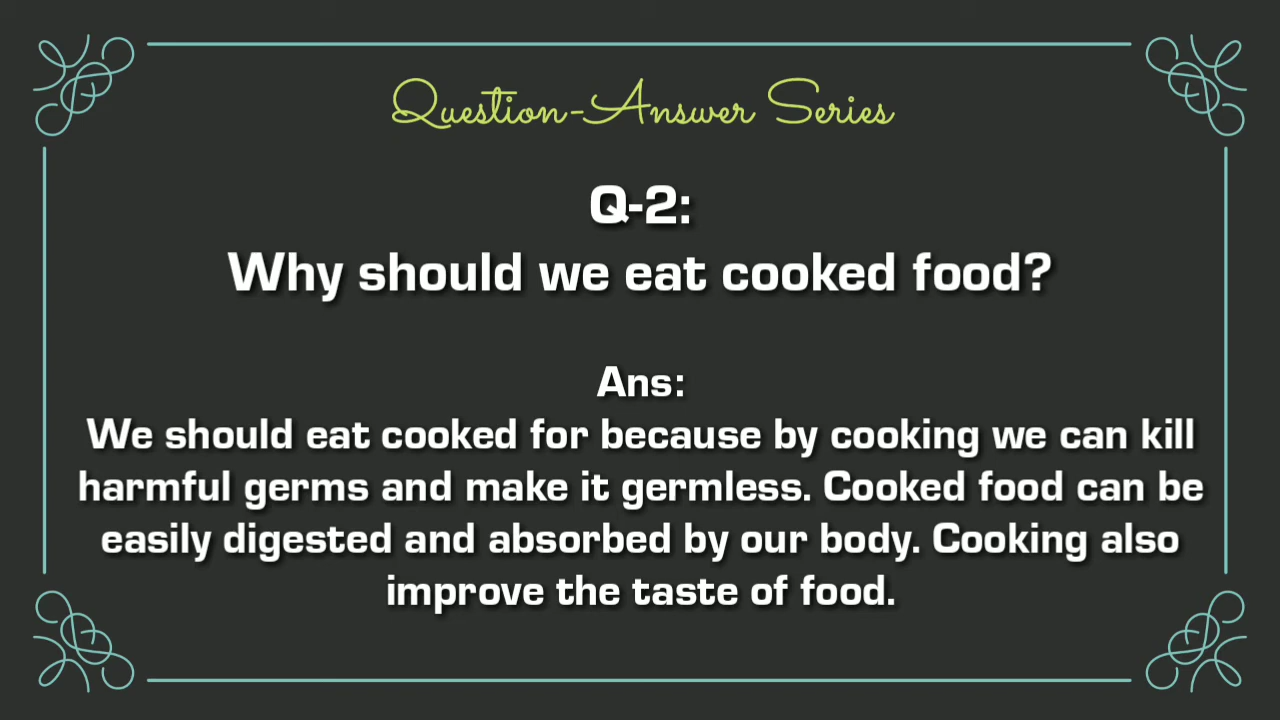 Question-Answer Series
Q-2:
Why should we eat cooked food?
Ans:
We should eat cooked for because by cooking we can kill
harmful germs and make it germless. Cooked food can be
easily digested and absorbed by our body. Cooking also
improve the taste of food.